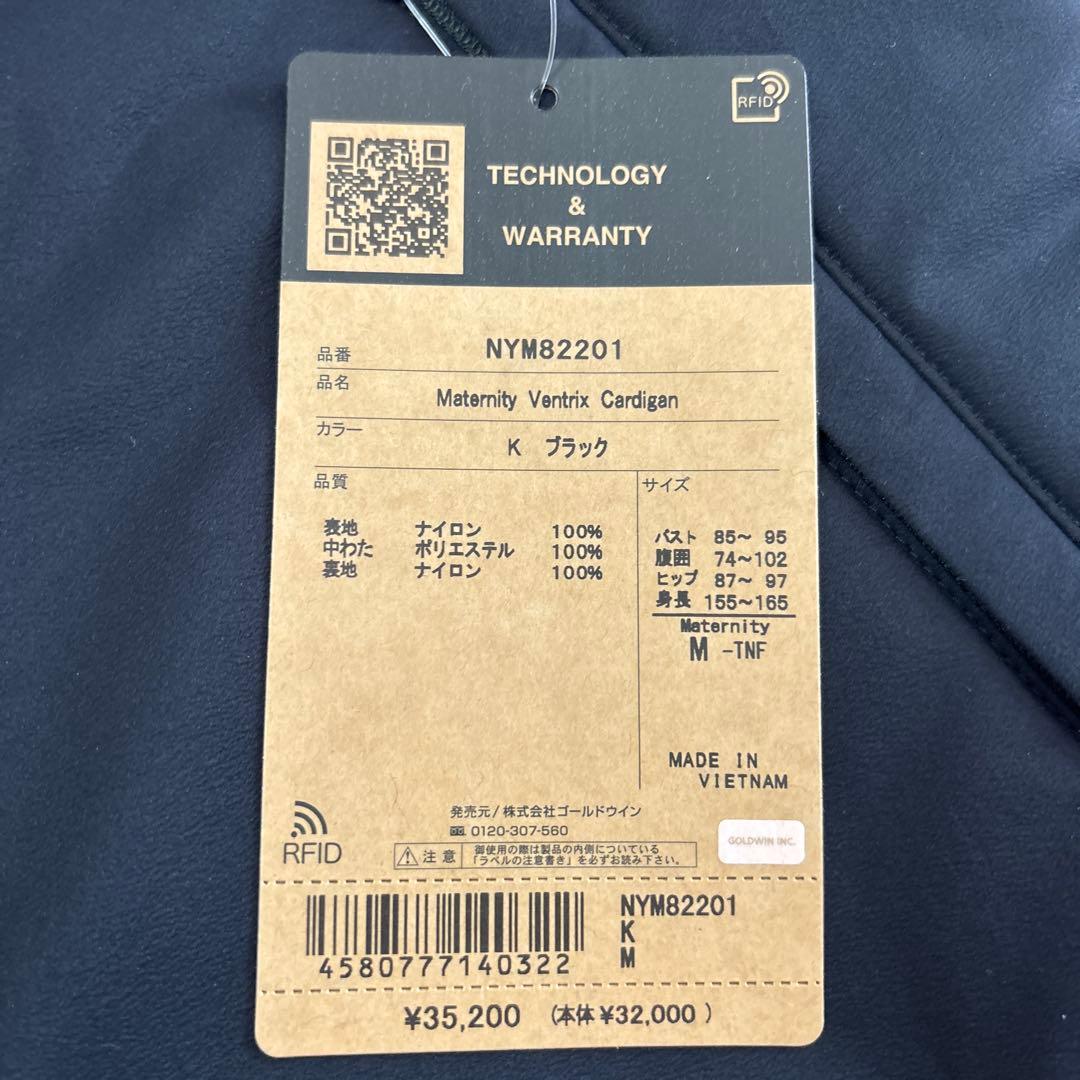 RFID
TECHNOLOGY
&
WARRANTY
品番 NYM82201
品名 Maternity Ventrix Cardigan
カラー K ブラック
品質
表地 ナイロン 100%
中わた ポリエステル 100%
裏地 ナイロン 100%
サイズ
バスト 85～ 95
腹囲 74～102
ヒップ 87～ 97
身長 155～165
Maternity
M -TNF
MADE IN
VIETNAM
発売元/株式会社ゴールドウイン
0120-307-560
RFID
注意
御使用の際は製品の内側についている
「ラベルの注意書き」を必ずお読み下さい。
GOLDWIN INC.
4580777140322
NYM82201
K
M
¥35,200 (本体¥32,000 )